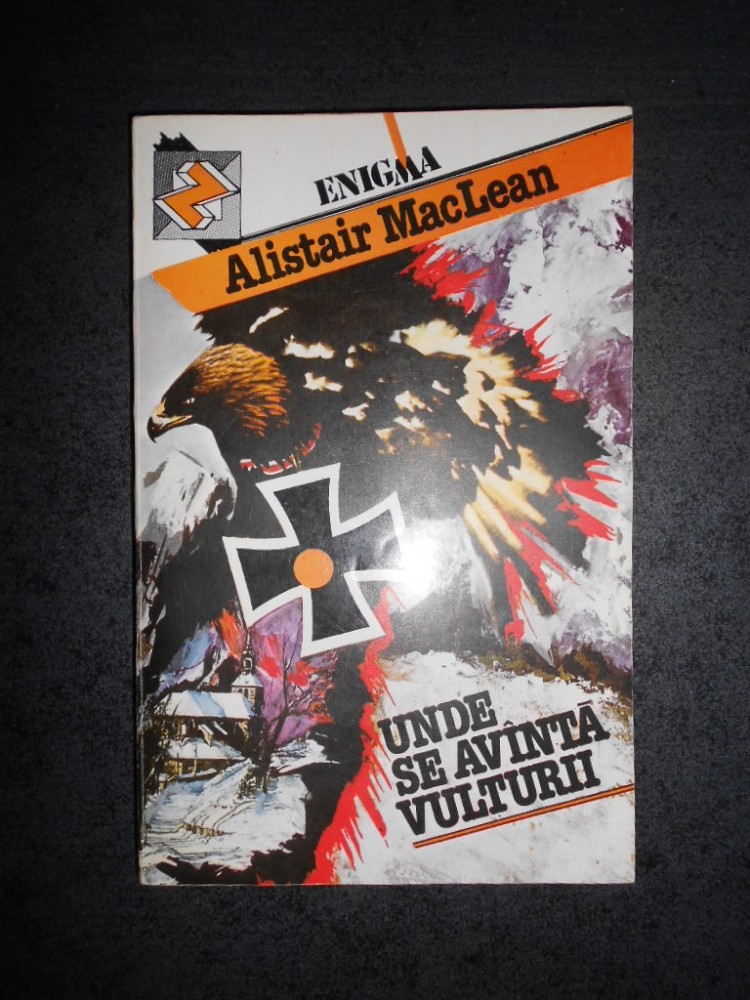 ENIGMA
Alistair MacLean
UNDE
SE AVÎNTĂ
VULTURII